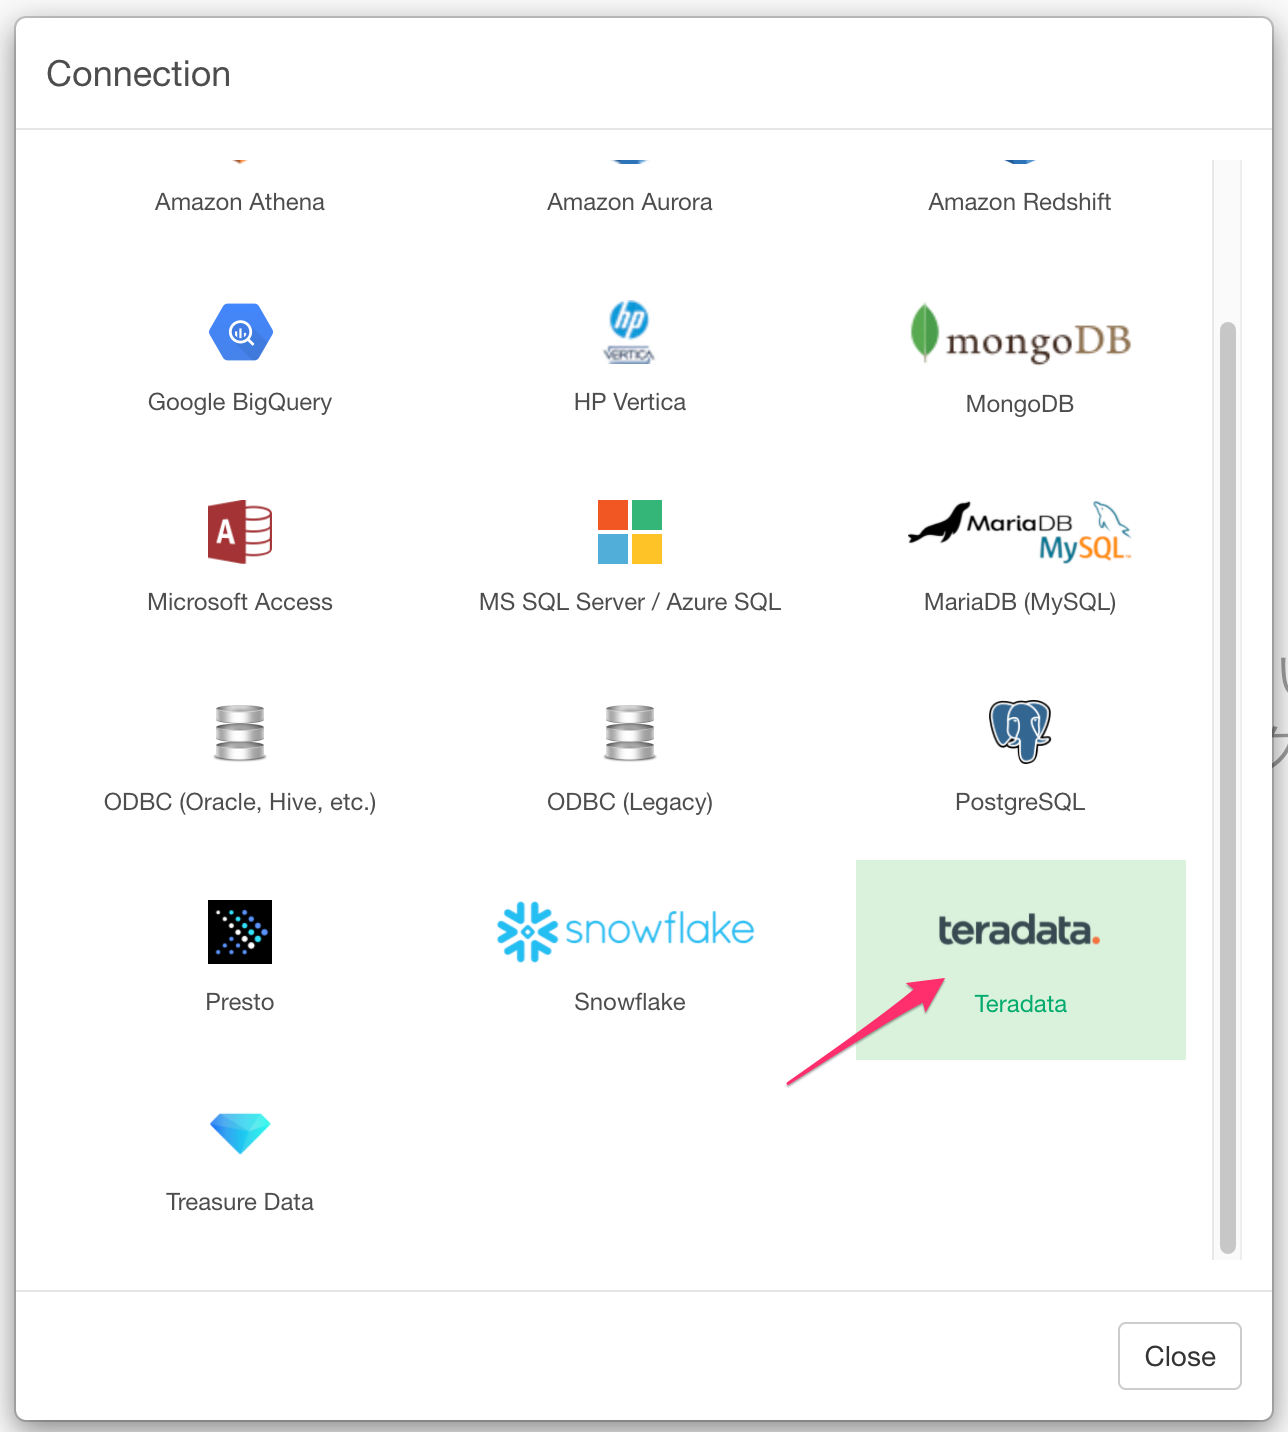 Connection
Amazon Athena
Amazon Aurora
Amazon Redshift
hp
VERTICA
mongoDB
Google BigQuery
HP Vertica
MongoDB
A
MariaDB
MySQL™
Microsoft Access
MS SQL Server / Azure SQL
MariaDB (MySQL)
ODBC (Oracle, Hive, etc.)
ODBC (Legacy)
PostgreSQL
snowflake
teradata.
Presto
Snowflake
Teradata
Treasure Data
Close